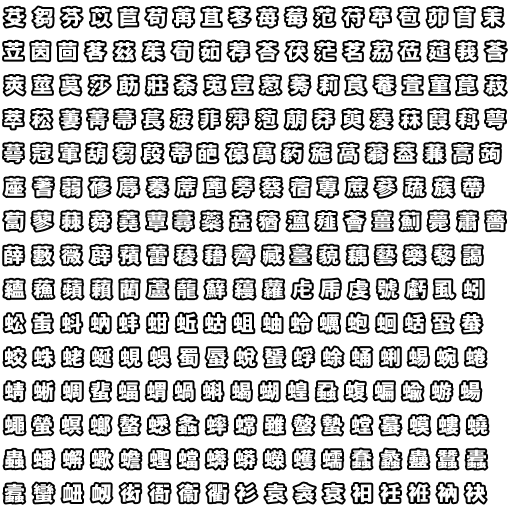 芟芻芬苡苣苟苒苴苳苺莓范苻苹苞茆苜茉
苙茵茴茖茲茱荀茹荐荅茯茫茗茘莅莚莪莟
莢莖茣莎莇莊荼莵荳荵莠莉莨菴萓菫菎菽
萃菘萋菁菷萇菠菲萍萢萠莽萸蔆菻葭萪萼
蕚蒄葷葫蒭葮蒂葩葆萬葯葹萵蓊葢蒹蒿蒟
蓙蓍蒻蓚蓐蓁蓆蓖蒡蔡蓿蓴蔗蔘蔬蔟蔕
蔔蓼蕀蕣蕘蕈蕁蘂蕋蕕薀薤薈薑薊薨蕭薔
薛藪薇薜蕷蕾薐藉薺藏薹藐藕藝藥藜藹
蘊蘓蘋藾藺蘆蘢蘚蘰蘿虍乕虔號虧虱蚓
蚣蚩蚪蚋蚌蚶蚯蛄蛆蚰蛉蠣蚫蛔蛞蛩蛬
蛟蛛蛯蜒蜆蜈蜀蜃蛻蜑蜉蜍蛹蜊蜴蜿蜷
蜻蜥蜩蜚蝠蝟蝸蝌蝎蝴蝗蝨蝮蝙蝓蝣蝪
蠅螢螟螂螯蟋螽蟀蟐雖螫蟄螳蟇蟆螻蟯
蟲蟠蠏蠍蟾蟶蟷蠎蟒蠑蠖蠕蠢蠡蠱蠶蠹
蠧蠻衄衂衒衙衞衢衫袁衾袞衵衽袵衲袂